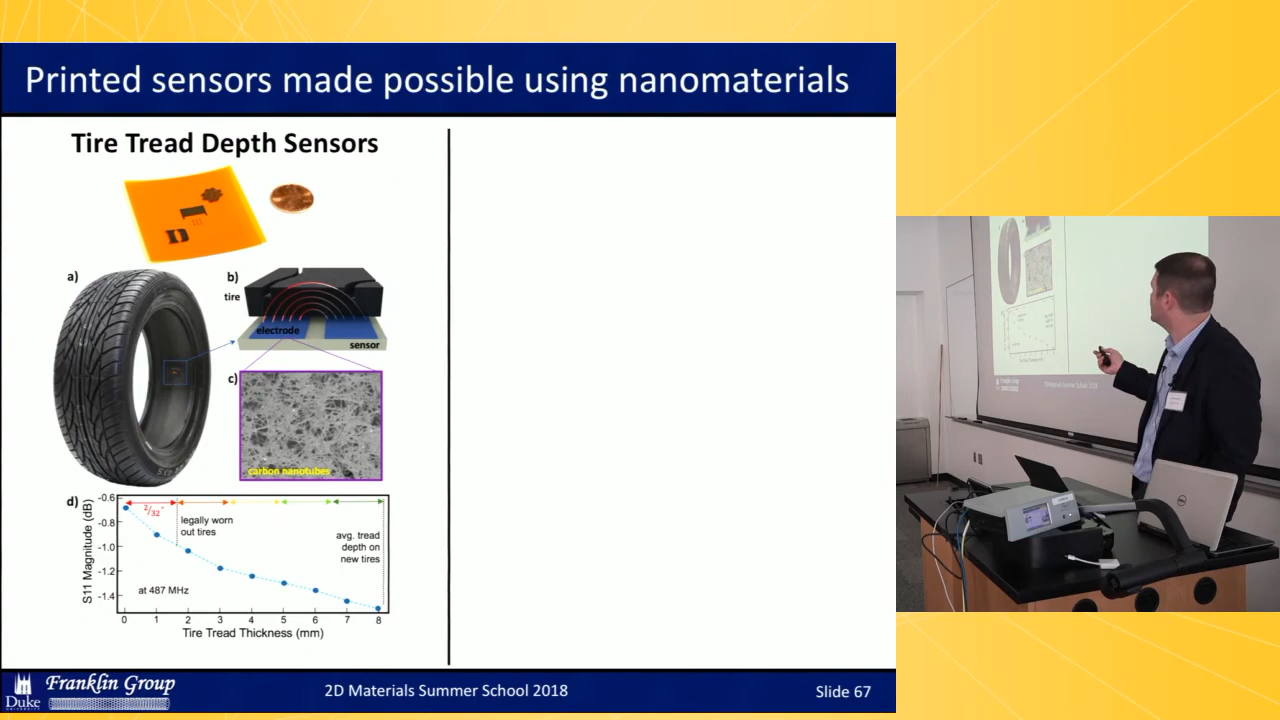 Printed sensors made possible using nanomaterials
Tire Tread Depth Sensors
D
a)
b)
tire
electrode
sensor
c)
carbon nanotubes
d)
-0.6
-0.8
-1.0
-1.2
-1.4
S11 Magnitude (dB)
2/32"
legally worn
out tires
avg. tread
depth on
new tires
at 487 MHz
0 1 2 3 4 5 6 7 8
Tire Tread Thickness (mm)
Duke
UNIVERSITY
Franklin Group
2D Materials Summer School 2018
Slide 67
DELL